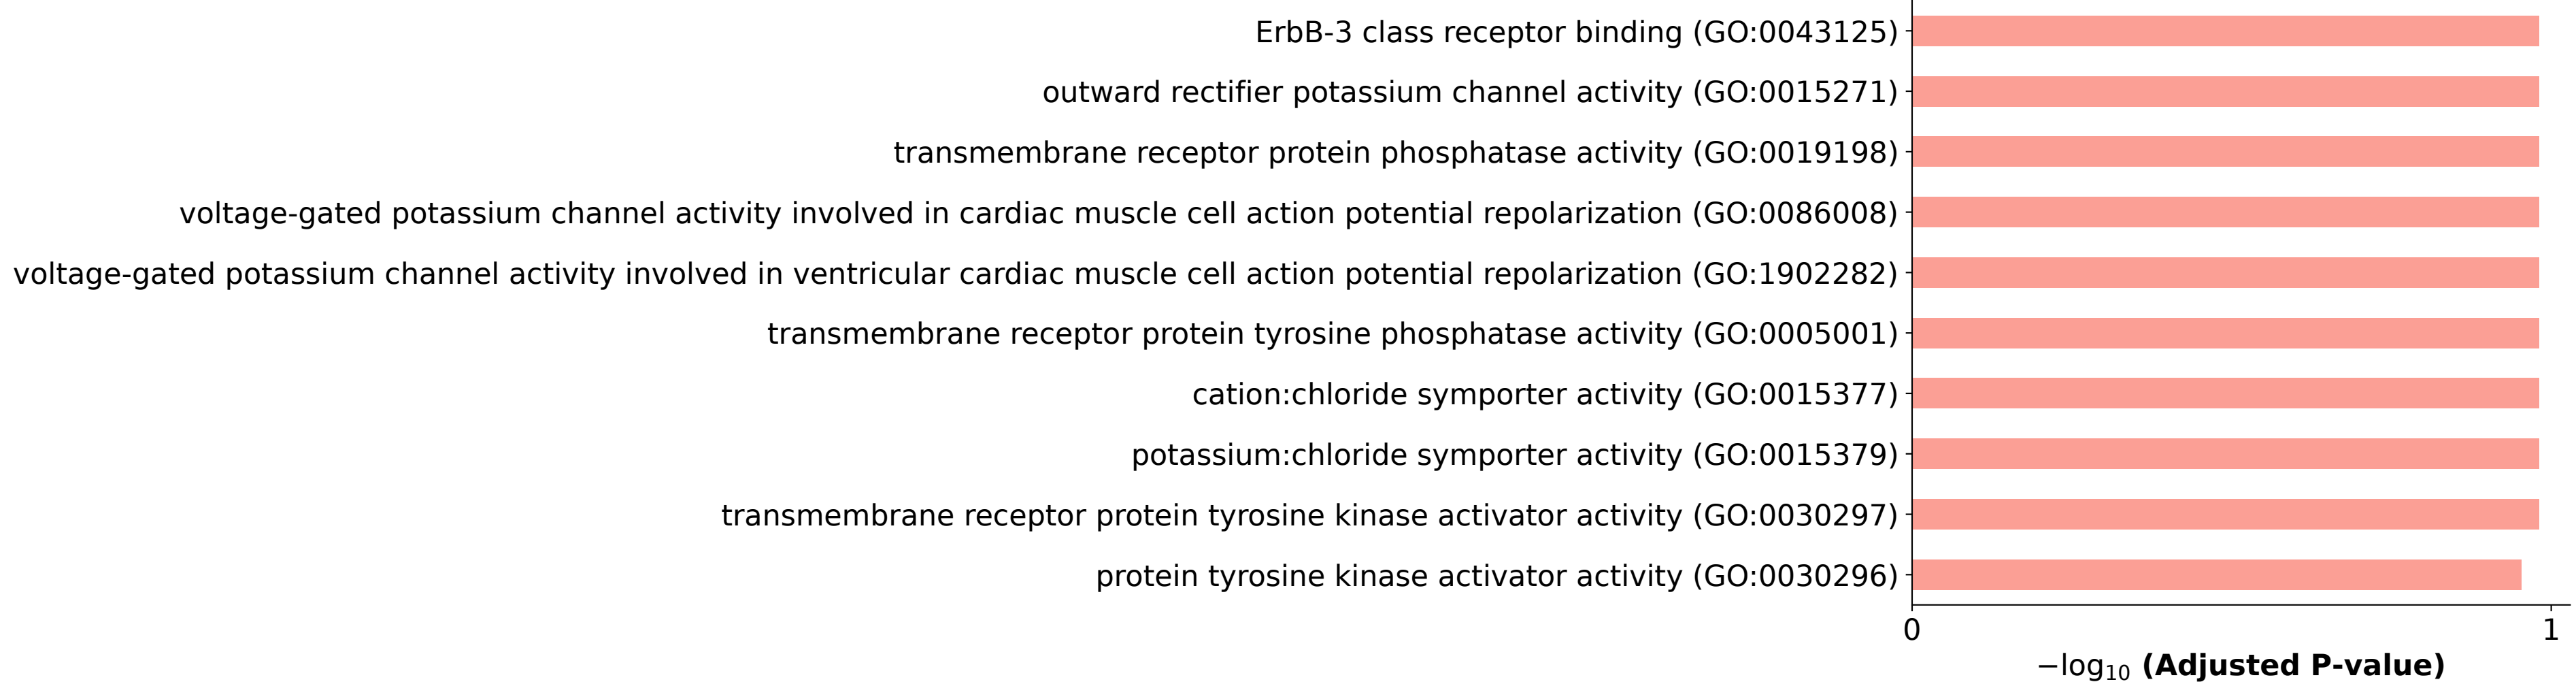 ErbB-3 class receptor binding (GO:0043125)
outward rectifier potassium channel activity (GO:0015271)
transmembrane receptor protein phosphatase activity (GO:0019198)
voltage-gated potassium channel activity involved in cardiac muscle cell action potential repolarization (GO:0086008)
voltage-gated potassium channel activity involved in ventricular cardiac muscle cell action potential repolarization (GO:1902282)
transmembrane receptor protein tyrosine phosphatase activity (GO:0005001)
cation:chloride symporter activity (GO:0015377)
potassium:chloride symporter activity (GO:0015379)
transmembrane receptor protein tyrosine kinase activator activity (GO:0030297)
protein tyrosine kinase activator activity (GO:0030296)
0 1
−log₁₀ (Adjusted P-value)